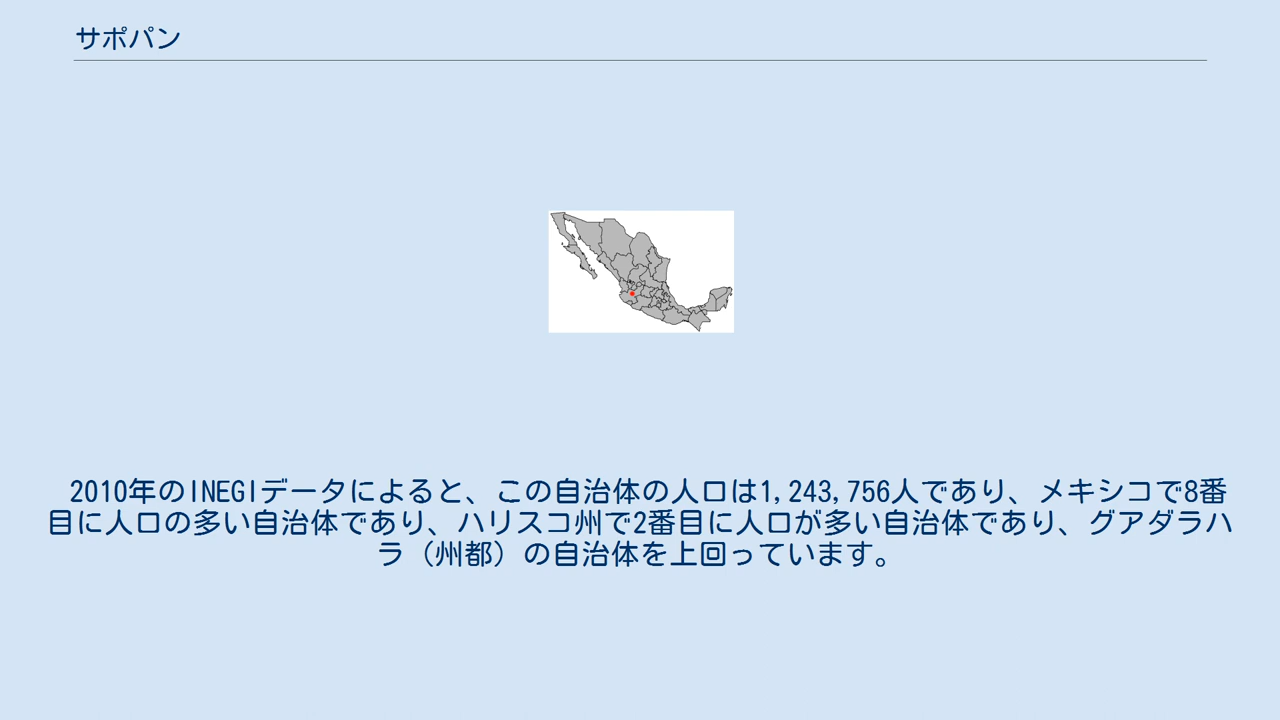 サポパン
2010年のINEGIデータによると、この自治体の人口は1,243,756人であり、メキシコで8番
目に人口の多い自治体であり、ハリスコ州で2番目に人口が多い自治体であり、グアダラハ
ラ（州都）の自治体を上回っています。